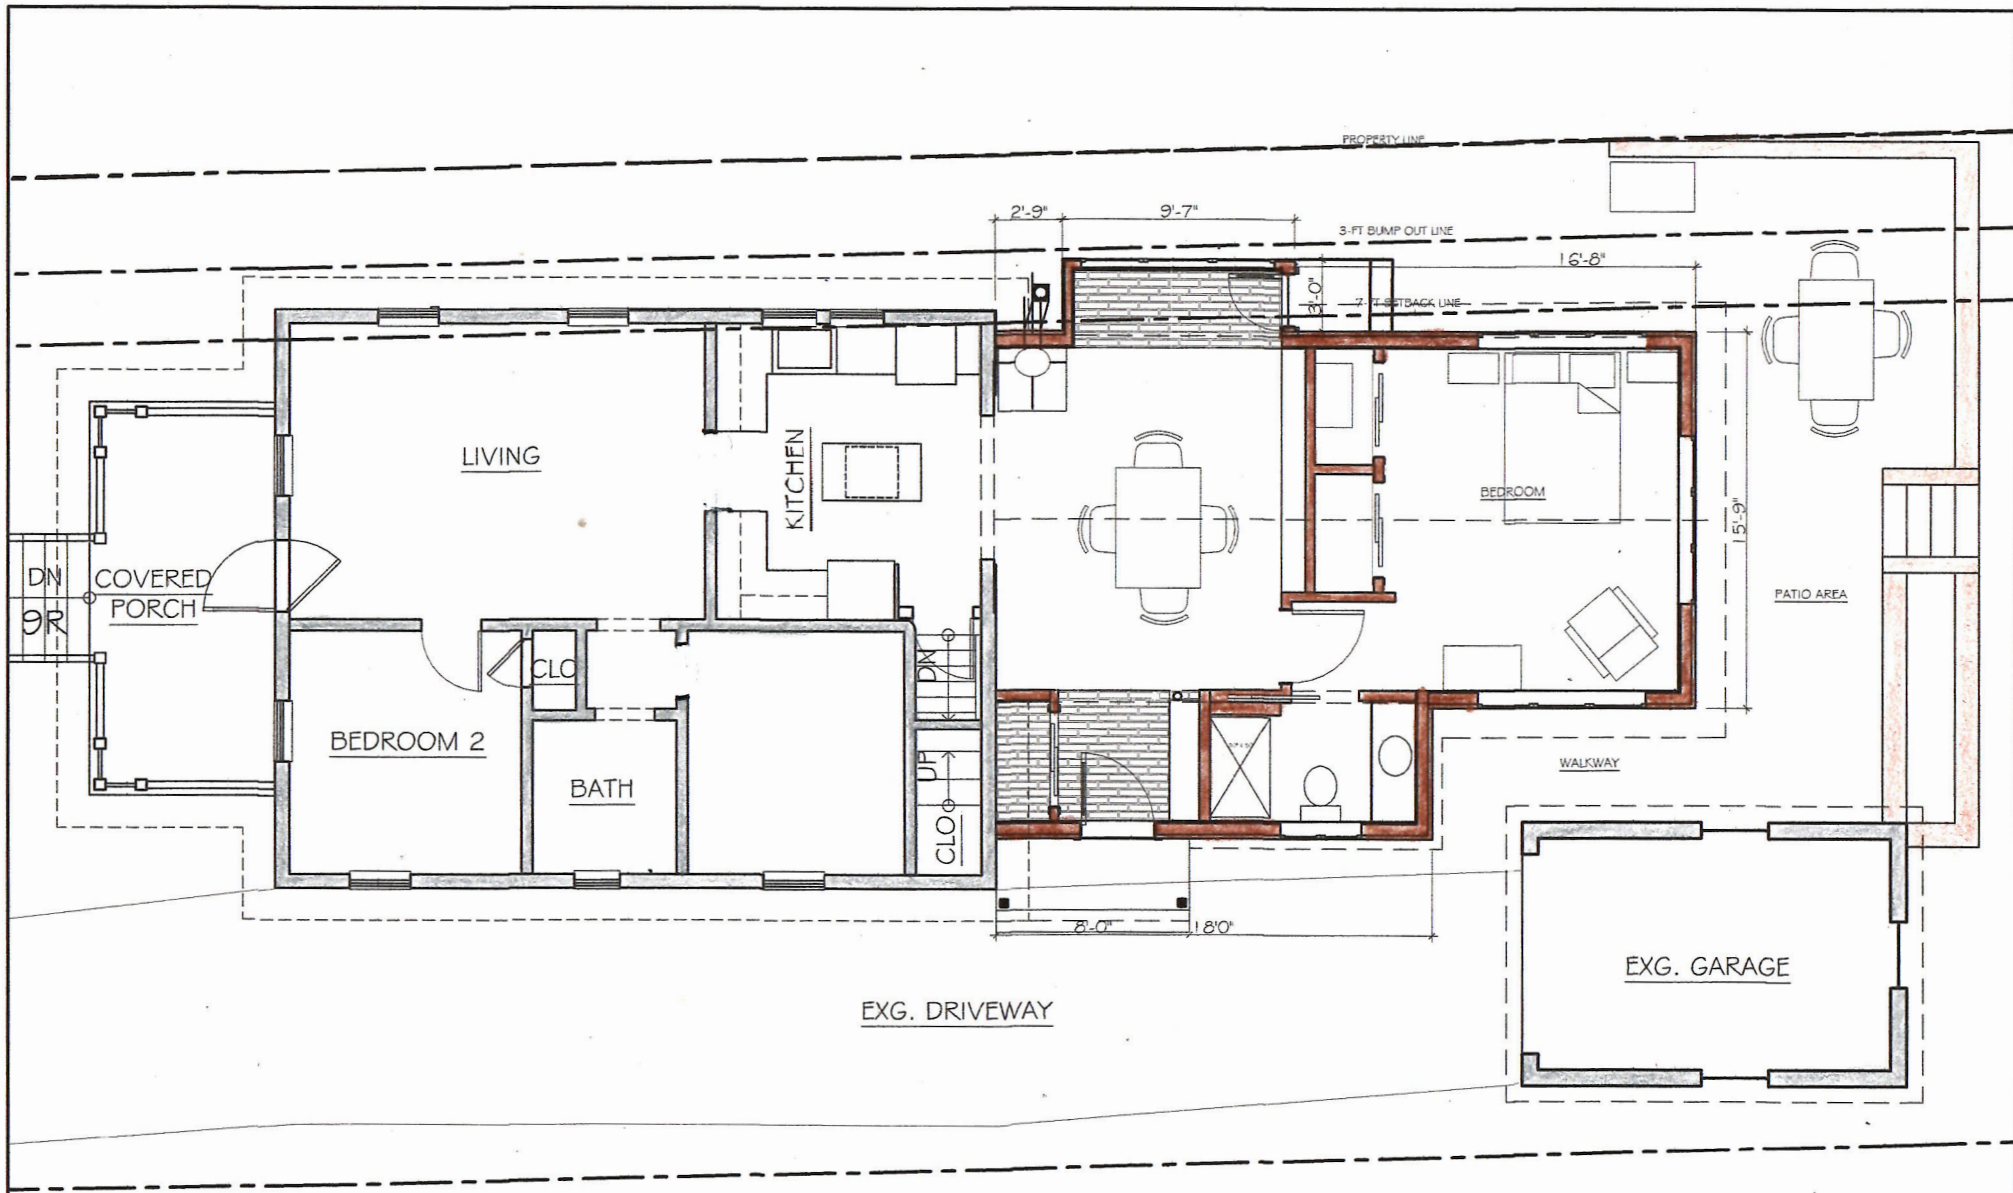 PROPERTY LINE
2'-9"
9'-7"
3-FT BUMP OUT LINE
16'-8"
3'-0"
7-FT SETBACK LINE
LIVING
KITCHEN
BEDROOM
15'-9"
DN
9R
COVERED
PORCH
PATIO AREA
CLO
DN
BEDROOM 2
BATH
UP
CLO
WALKWAY
8'-0"
18'0"
EXG. GARAGE
EXG. DRIVEWAY